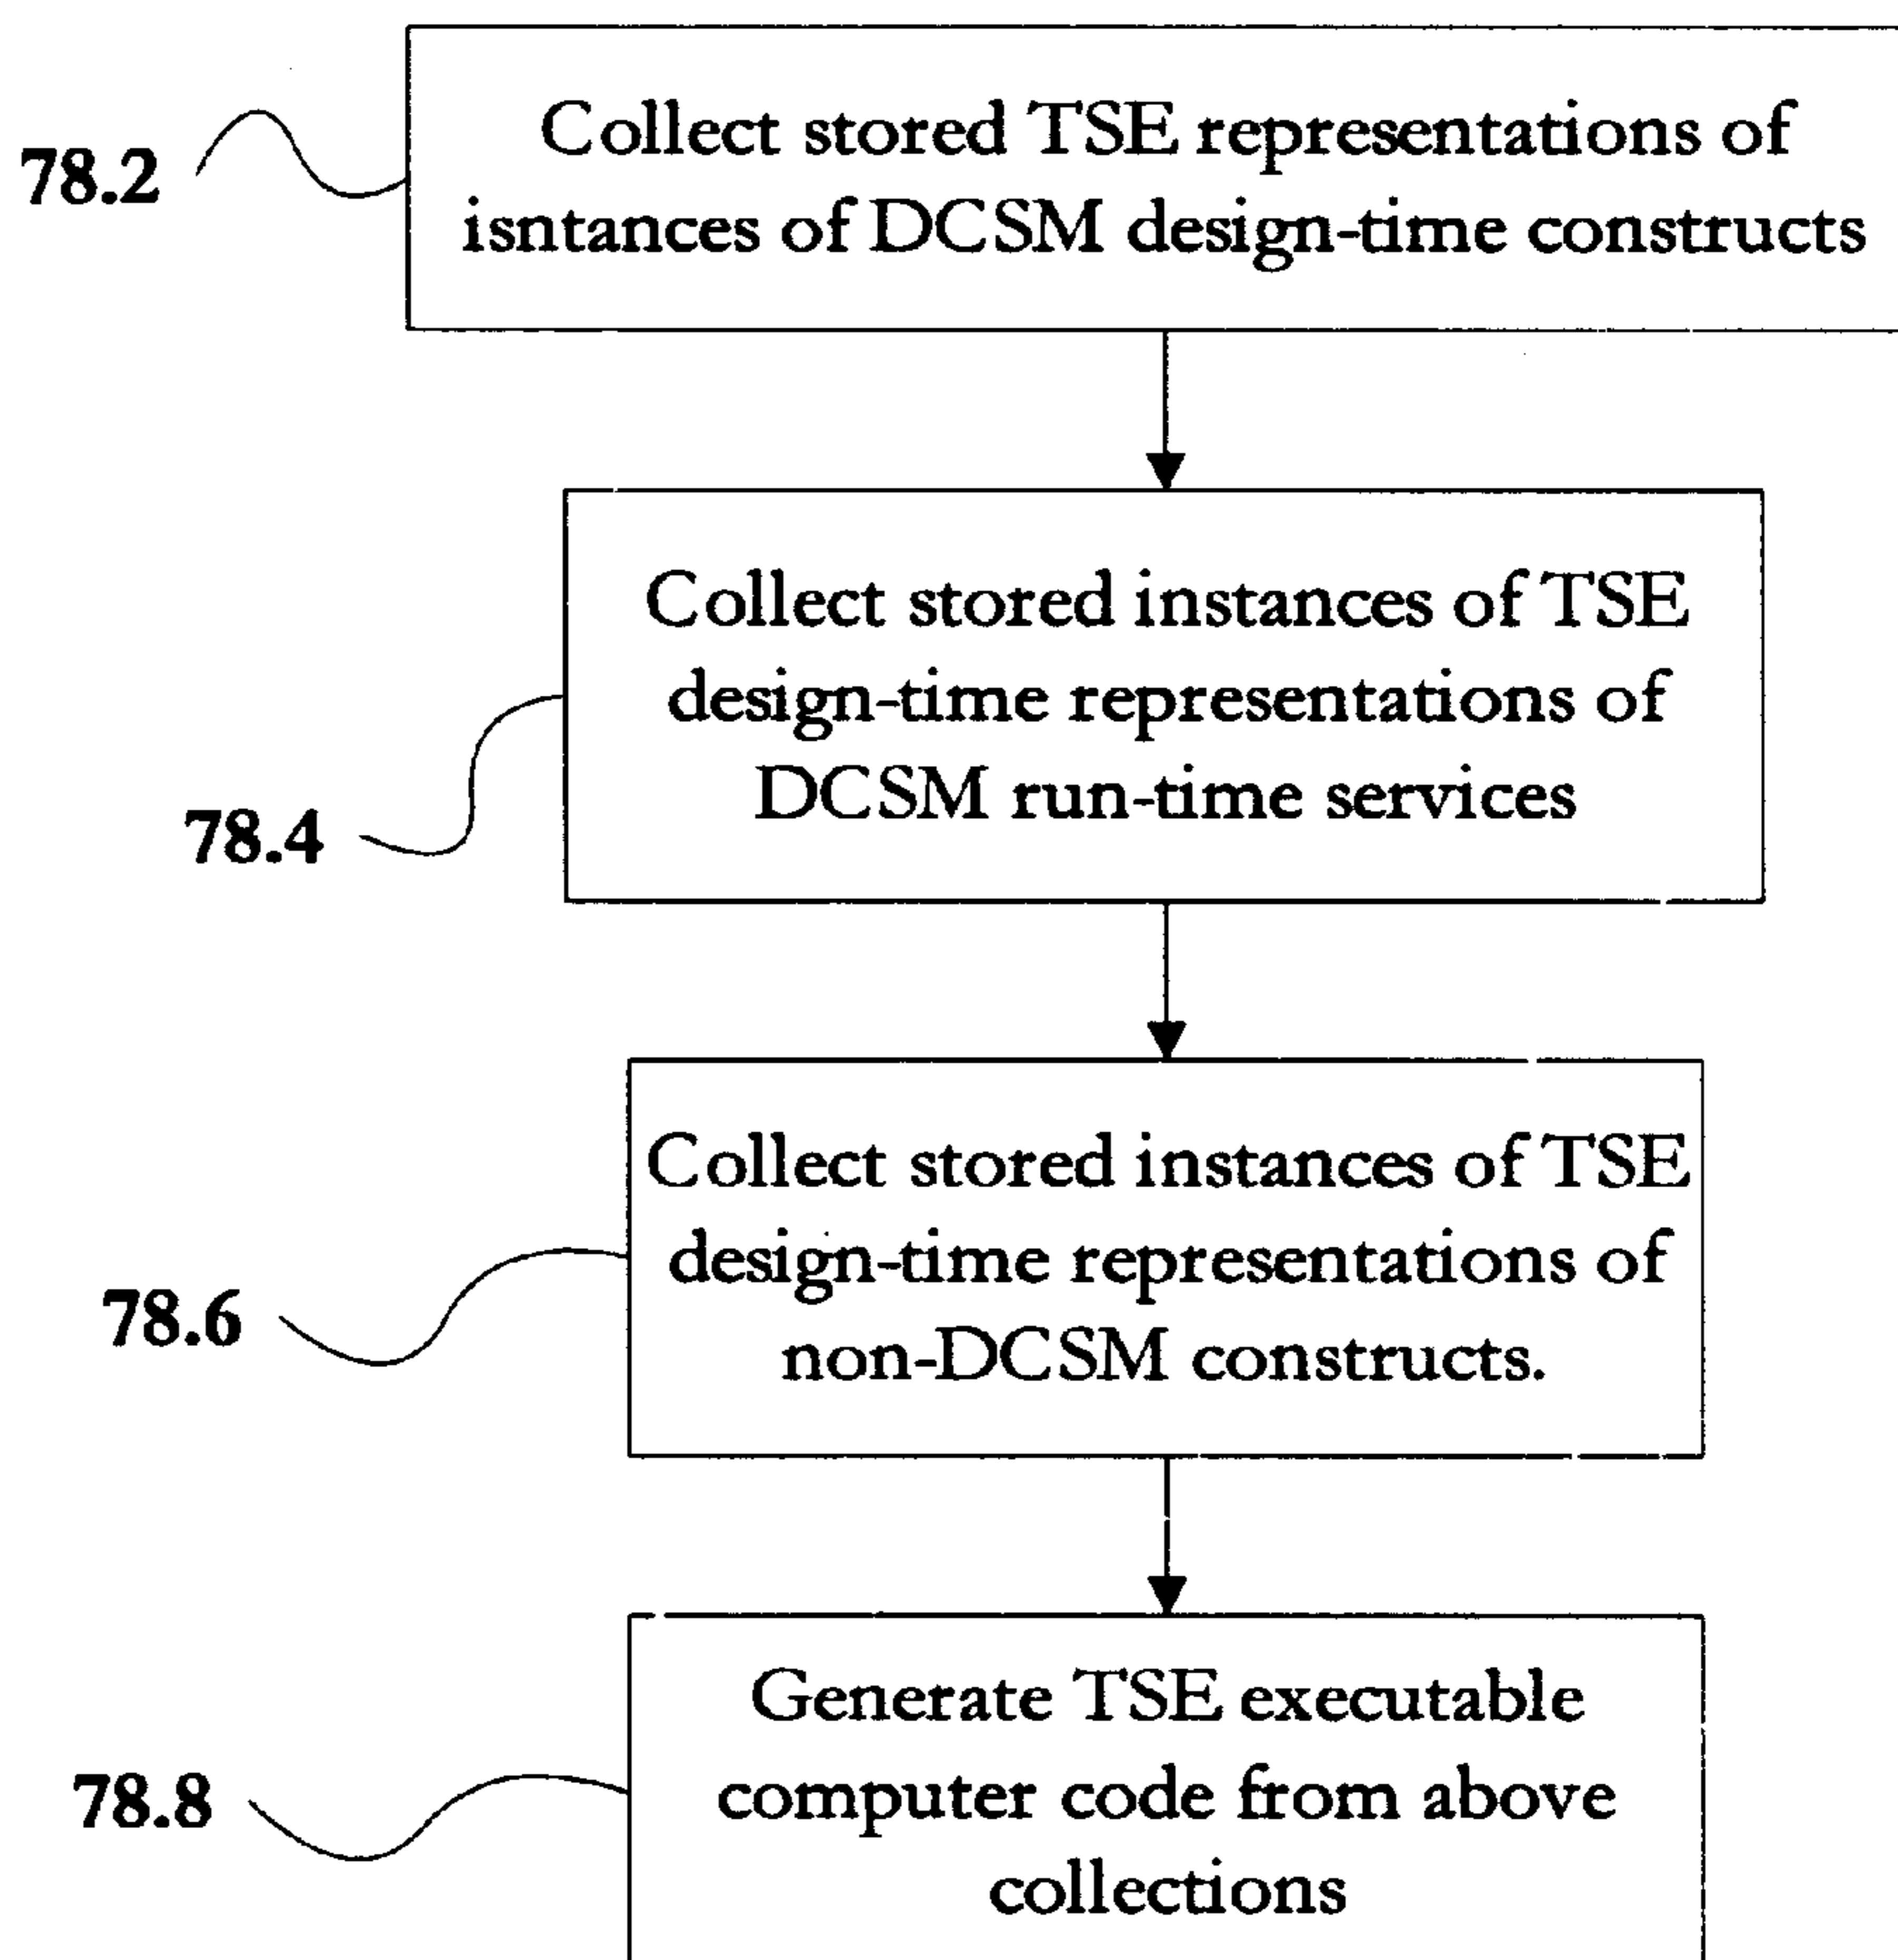 Collect stored TSE representations of
78.2
isntances of DCSM design-time constructs
Collect stored instances of TSE
design-time representations of
DCSM run-time services
78.4
Collect stored instances of TSE
design-time representations of
78.6
non-DCSM constructs.
Generate TSE executable
78.8
computer code from above
collections